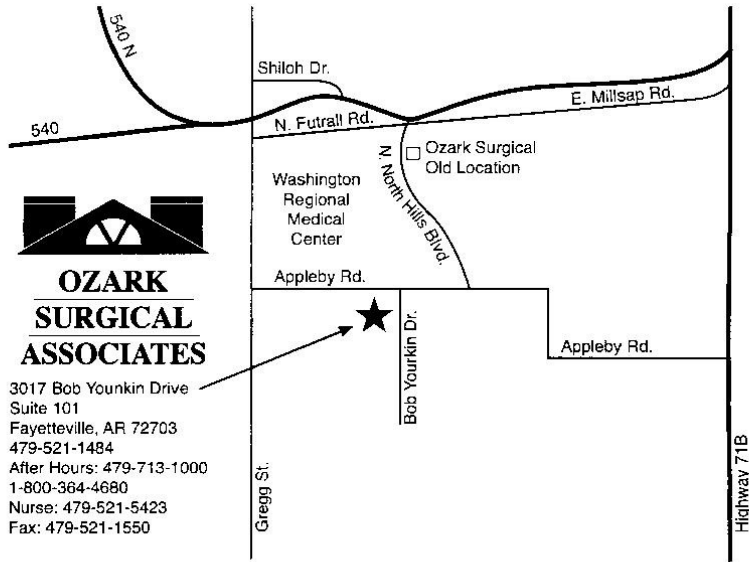 540 N
Shiloh Dr.
540
N. Futrall Rd.
E. Millsap Rd.
Ozark Surgical
Old Location
N. North Hills Blvd.
Washington
Regional
Medical
Center
Appleby Rd.
Bob Yourkin Dr.
Appleby Rd.
Gregg St.
Highway 71B
OZARK
SURGICAL
ASSOCIATES
3017 Bob Younkin Drive
Suite 101
Fayetteville, AR 72703
479-521-1484
After Hours: 479-713-1000
1-800-364-4680
Nurse: 479-521-5423
Fax: 479-521-1550